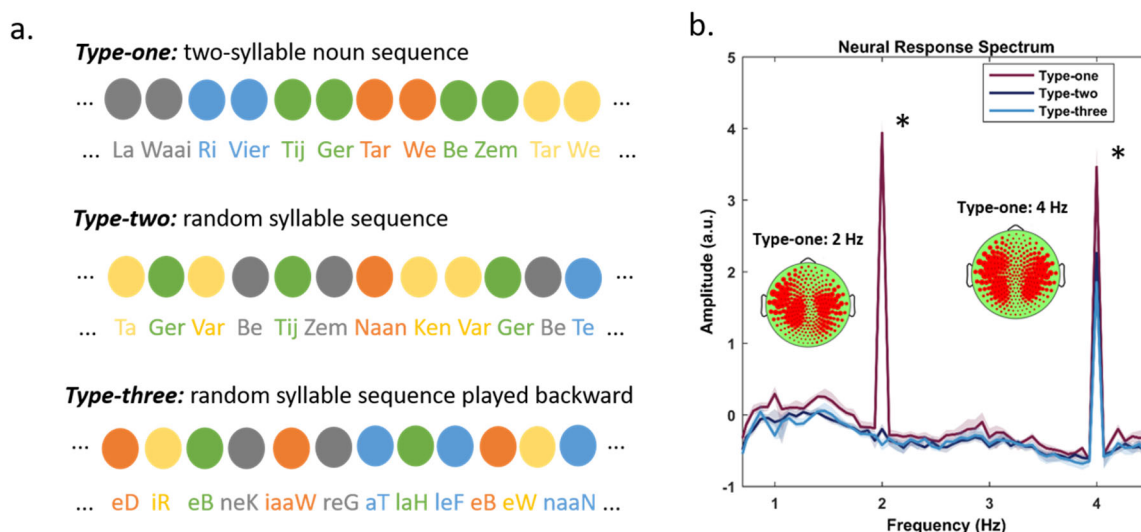 a.
Type-one: two-syllable noun sequence
... ...
... La Waai Ri Vier Tij Ger Tar We Be Zem Tar We ...
Type-two: random syllable sequence
... ...
... Ta Ger Var Be Tij Zem Naan Ken Var Ger Be Te ...
Type-three: random syllable sequence played backward
... ...
eD iR eB neK iaaW reG aT laH leF eB eW naaN
b.
Neural Response Spectrum
Type-one
Type-two
Type-three
5
4
3
2
1
0
-1
Amplitude (a.u.)
*
*
Type-one: 2 Hz
Type-one: 4 Hz
1 2 3 4
Frequency (Hz)